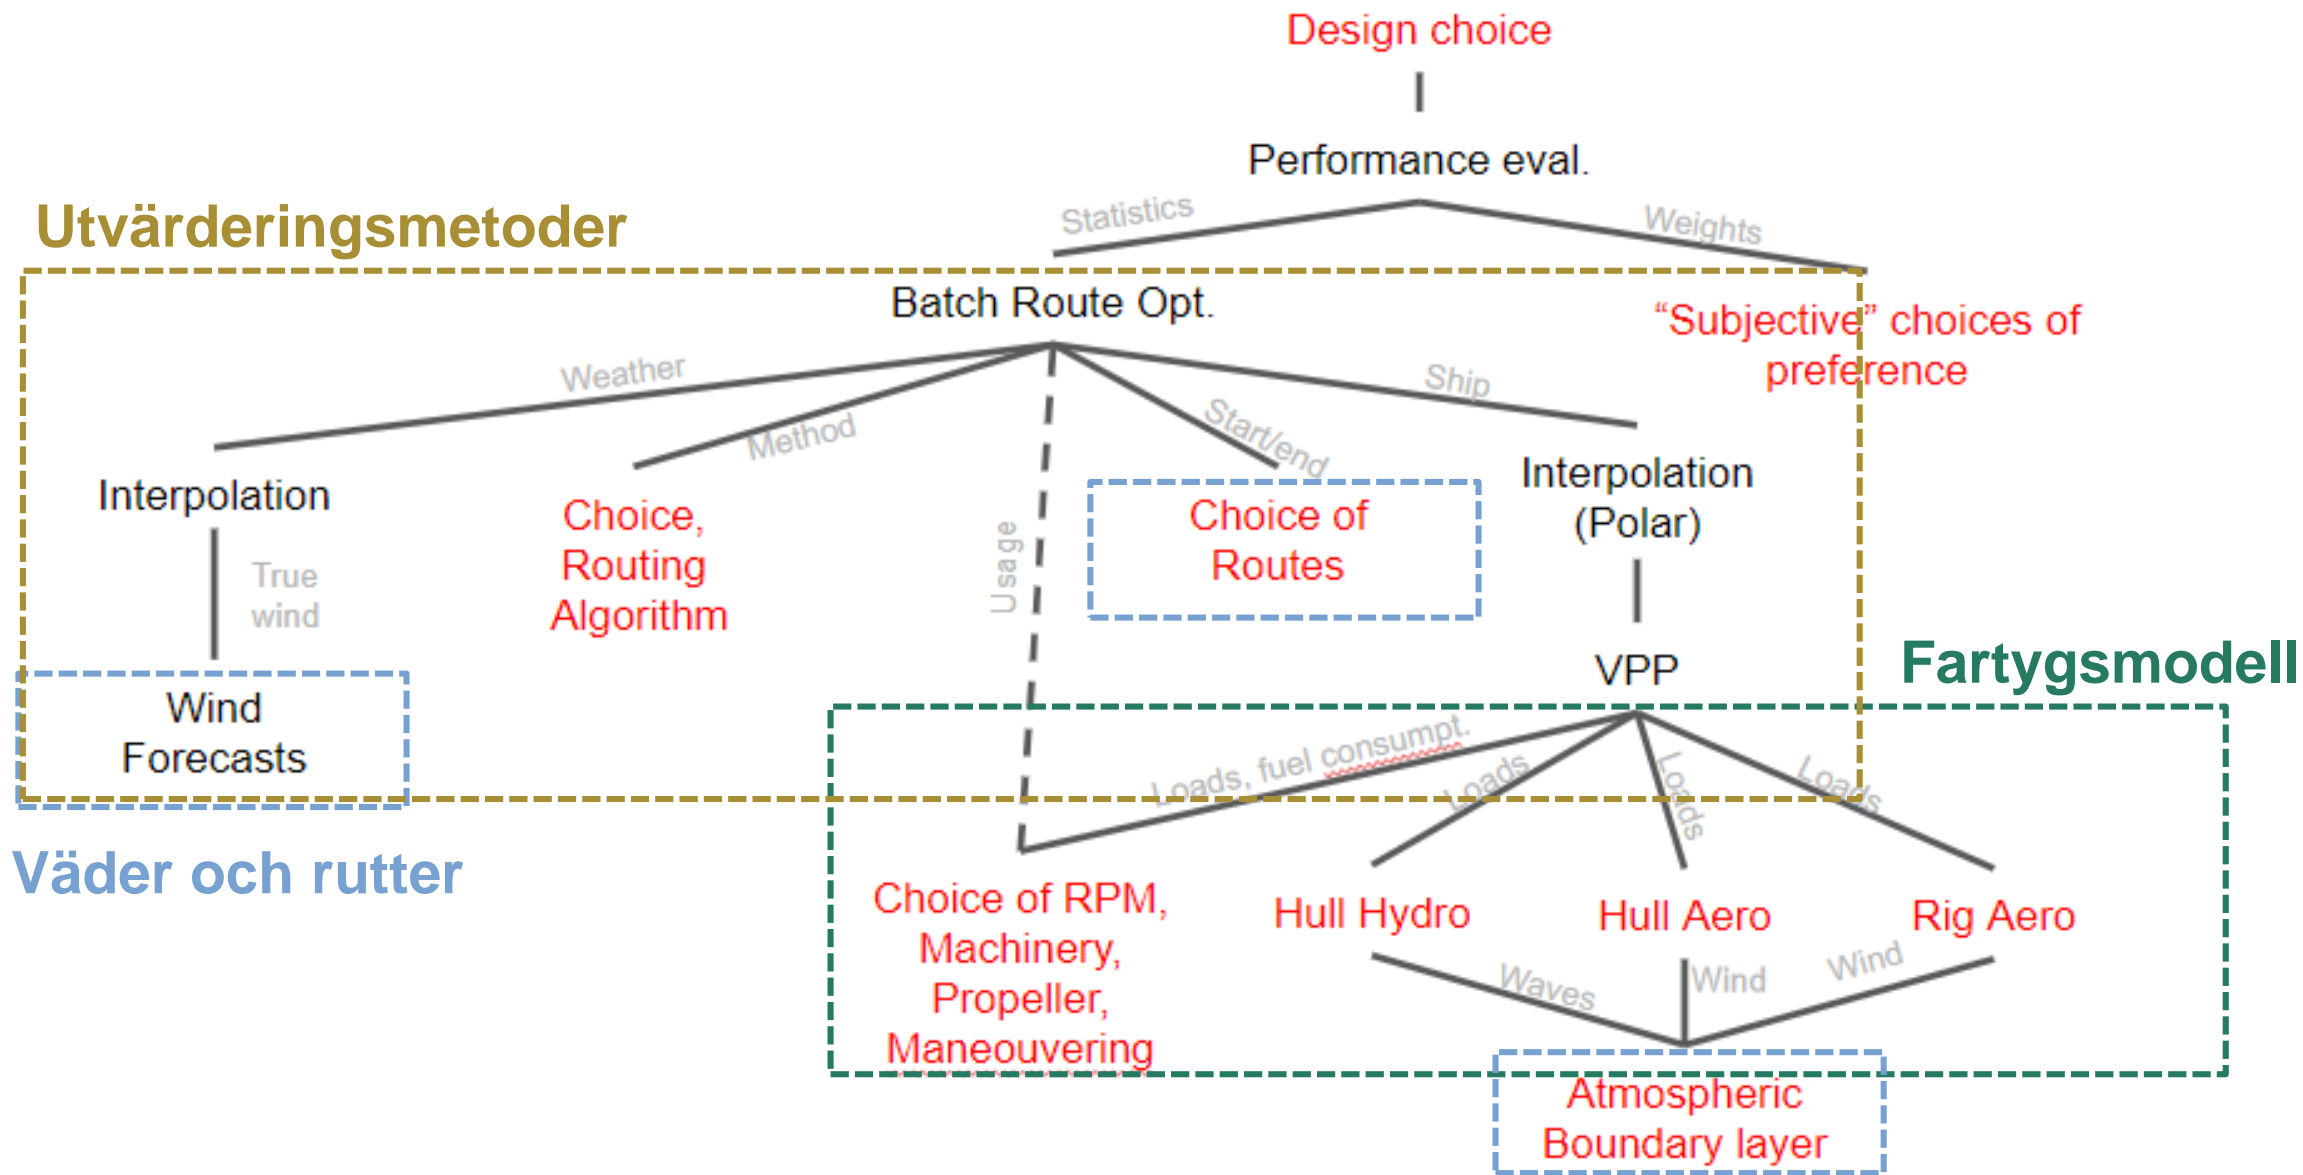 Design choice
Performance eval.
Utvärderingsmetoder
Statistics
Weights
Batch Route Opt.
“Subjective” choices of
preference
Weather
Method
Usage
Start/end
Ship
Interpolation
True
wind
Choice,
Routing
Algorithm
Choice of
Routes
Interpolation
(Polar)
VPP
Fartygsmodell
Wind
Forecasts
Väder och rutter
Loads, fuel consumpt.
Loads
Loads
Loads
Choice of RPM,
Machinery,
Propeller,
Maneouvering
Hull Hydro
Hull Aero
Rig Aero
Waves
Wind
Wind
Atmospheric
Boundary layer